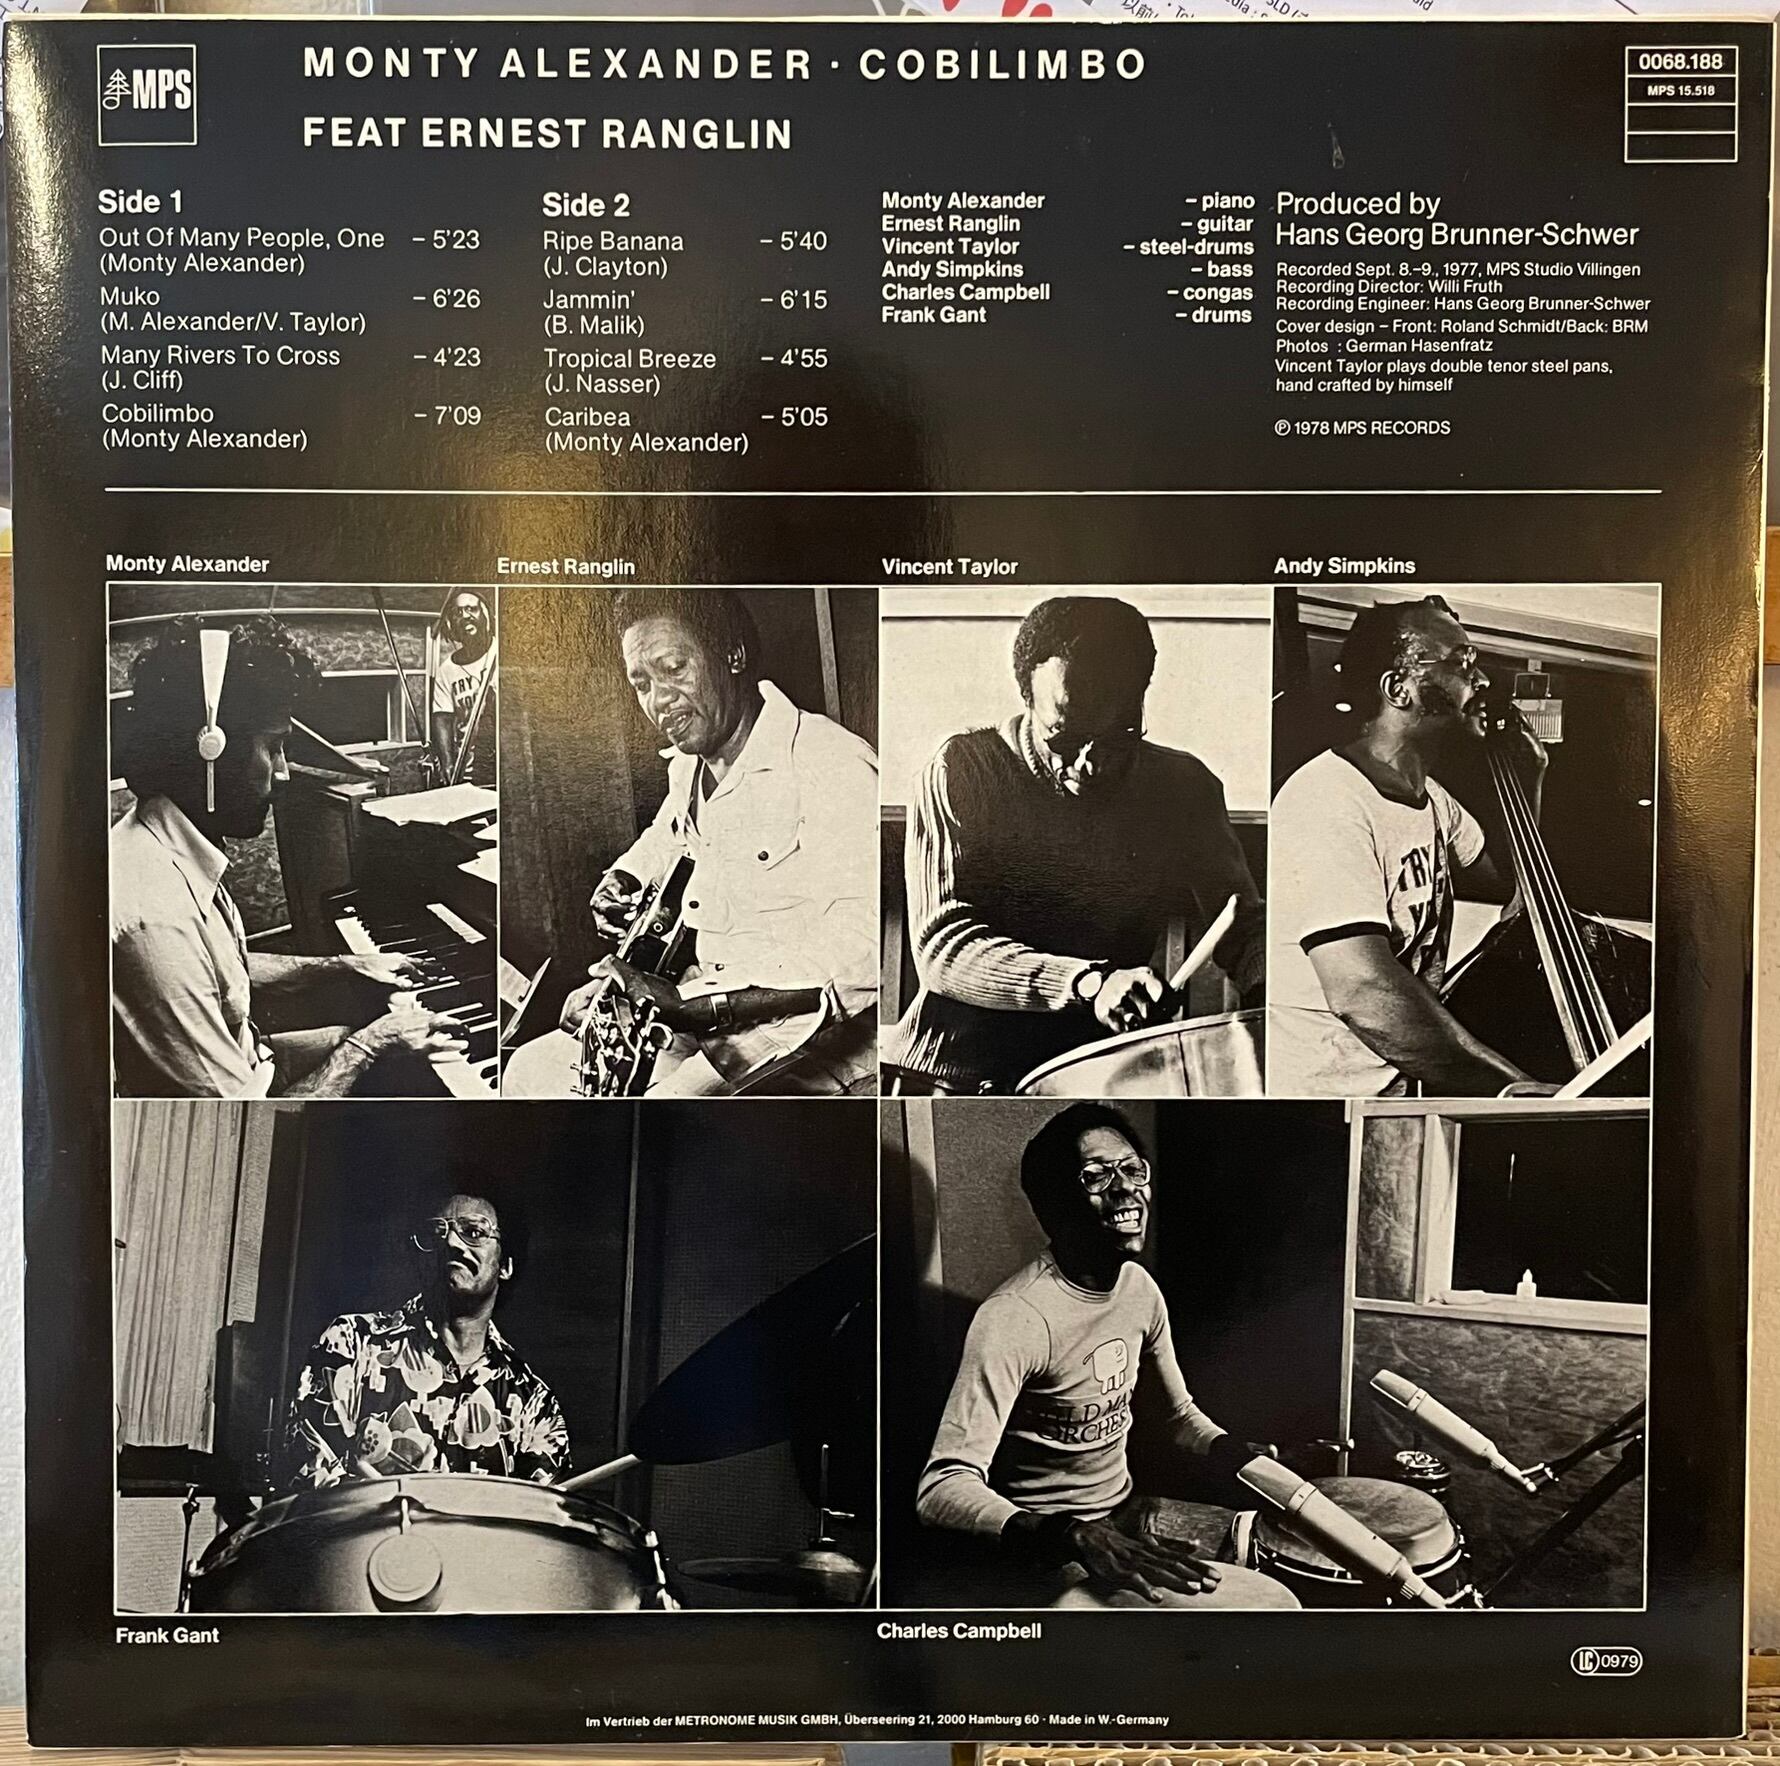 MPS
MONTY ALEXANDER · COBILIMBO
FEAT ERNEST RANGLIN
0068.188
MPS 15.518
Side 1
Out Of Many People, One – 5'23
(Monty Alexander)
Muko – 6'26
(M. Alexander/V. Taylor)
Many Rivers To Cross – 4'23
(J. Cliff)
Cobilimbo – 7'09
(Monty Alexander)
Side 2
Ripe Banana – 5'40
(J. Clayton)
Jammin' – 6'15
(B. Malik)
Tropical Breeze – 4'55
(J. Nasser)
Caribea – 5'05
(Monty Alexander)
Monty Alexander – piano
Ernest Ranglin – guitar
Vincent Taylor – steel-drums
Andy Simpkins – bass
Charles Campbell – congas
Frank Gant – drums
Produced by
Hans Georg Brunner-Schwer
Recorded Sept. 8.–9., 1977, MPS Studio Villingen
Recording Director: Willi Fruth
Recording Engineer: Hans Georg Brunner-Schwer
Cover design – Front: Roland Schmidt/Back: BRM
Photos : German Hasenfratz
Vincent Taylor plays double tenor steel pans,
hand crafted by himself
℗ 1978 MPS RECORDS
Monty Alexander
Ernest Ranglin
Vincent Taylor
Andy Simpkins
TRY
TRY
Frank Gant
Charles Campbell
LC 0979
Im Vertrieb der METRONOME MUSIK GMBH, Überseering 21, 2000 Hamburg 60 · Made in W.-Germany